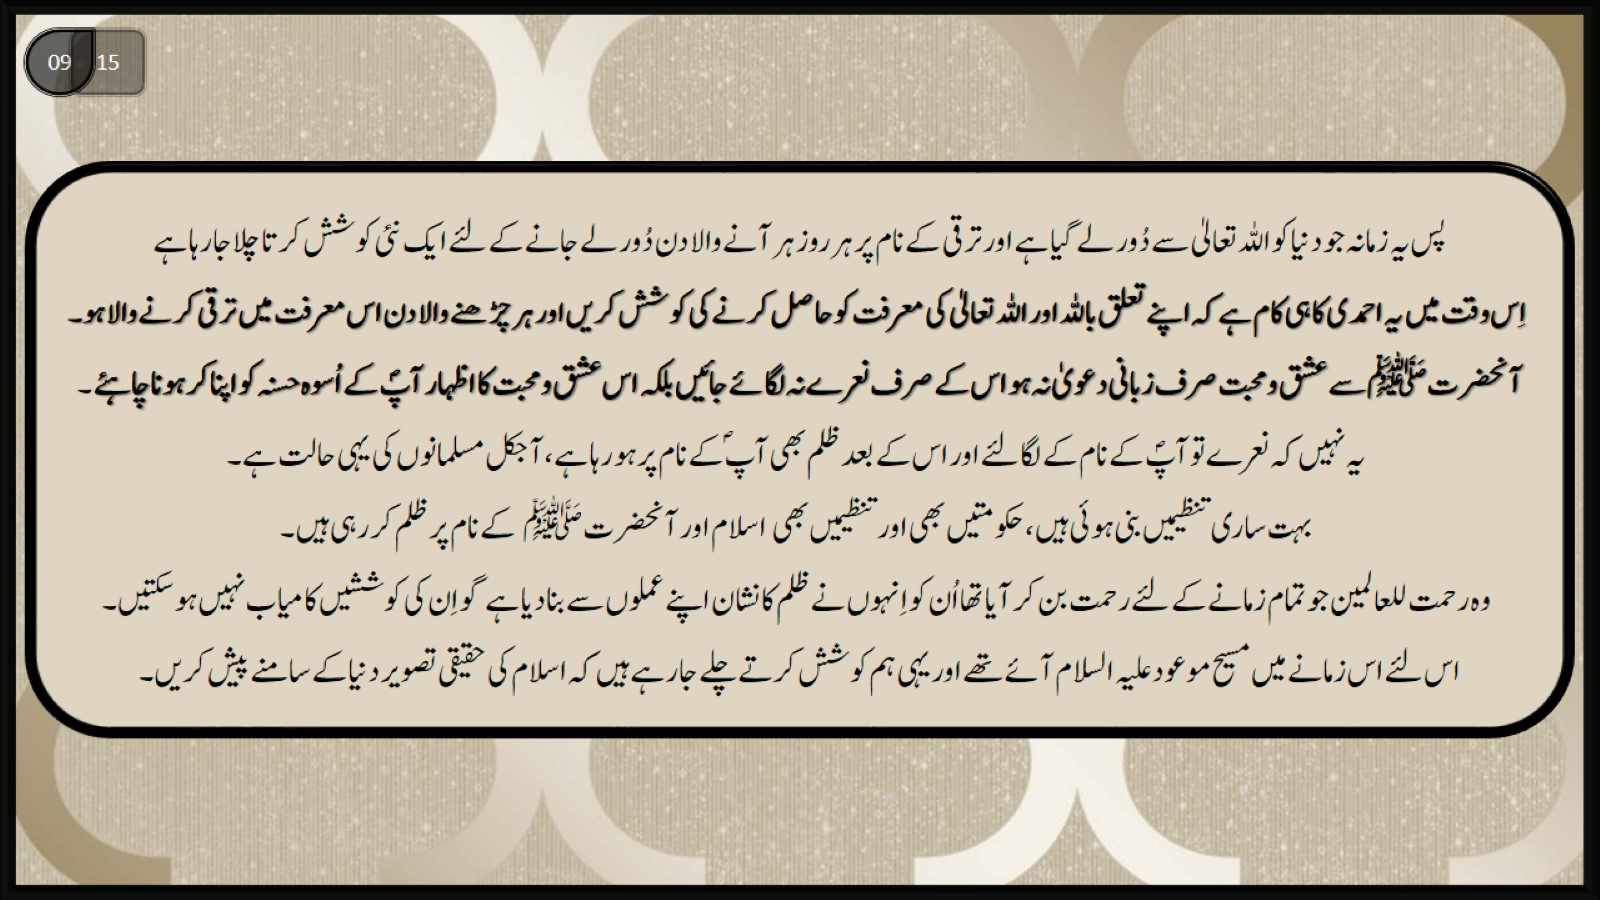 09 15
پس یہ زمانہ جو دنیا کو اللہ تعالیٰ سے دُور لے گیا ہے اور ترقی کے نام پر ہر روز ہر آنے والا دن دُور لے جانے کے لئے ایک نئی کوشش کرتا چلا جا رہا ہے
اِس وقت میں یہ احمدی کا ہی کام ہے کہ اپنے تعلق باللہ اور اللہ تعالیٰ کی معرفت کو حاصل کرنے کی کوشش کریں اور ہر چڑھنے والا دن اس معرفت میں ترقی کرنے والا ہو۔
آنحضرت ﷺ سے عشق و محبت صرف زبانی دعویٰ نہ ہو اس کے صرف نعرے نہ لگائے جائیں بلکہ اس عشق و محبت کا اظہار آپؐ کے اُسوہ حسنہ کو اپنا کر ہونا چاہئے۔
یہ نہیں کہ نعرے تو آپؐ کے نام کے لگا لئے اور اس کے بعد ظلم بھی آپؐ کے نام پر ہو رہا ہے، آجکل مسلمانوں کی یہی حالت ہے۔
بہت ساری تنظیمیں بنی ہوئی ہیں، حکومتیں بھی اور تنظیمیں بھی اسلام اور آنحضرت ﷺ کے نام پر ظلم کر رہی ہیں۔
وہ رحمت للعالمین جو تمام زمانے کے لئے رحمت بن کر آیا تھا اُن کو اِنہوں نے ظلم کا نشان اپنے عملوں سے بنا دیا ہے گو اِن کی کوششیں کامیاب نہیں ہو سکتیں۔
اس لئے اس زمانے میں مسیح موعود علیہ السلام آئے تھے اور یہی ہم کوشش کرتے چلے جا رہے ہیں کہ اسلام کی حقیقی تصویر دنیا کے سامنے پیش کریں۔